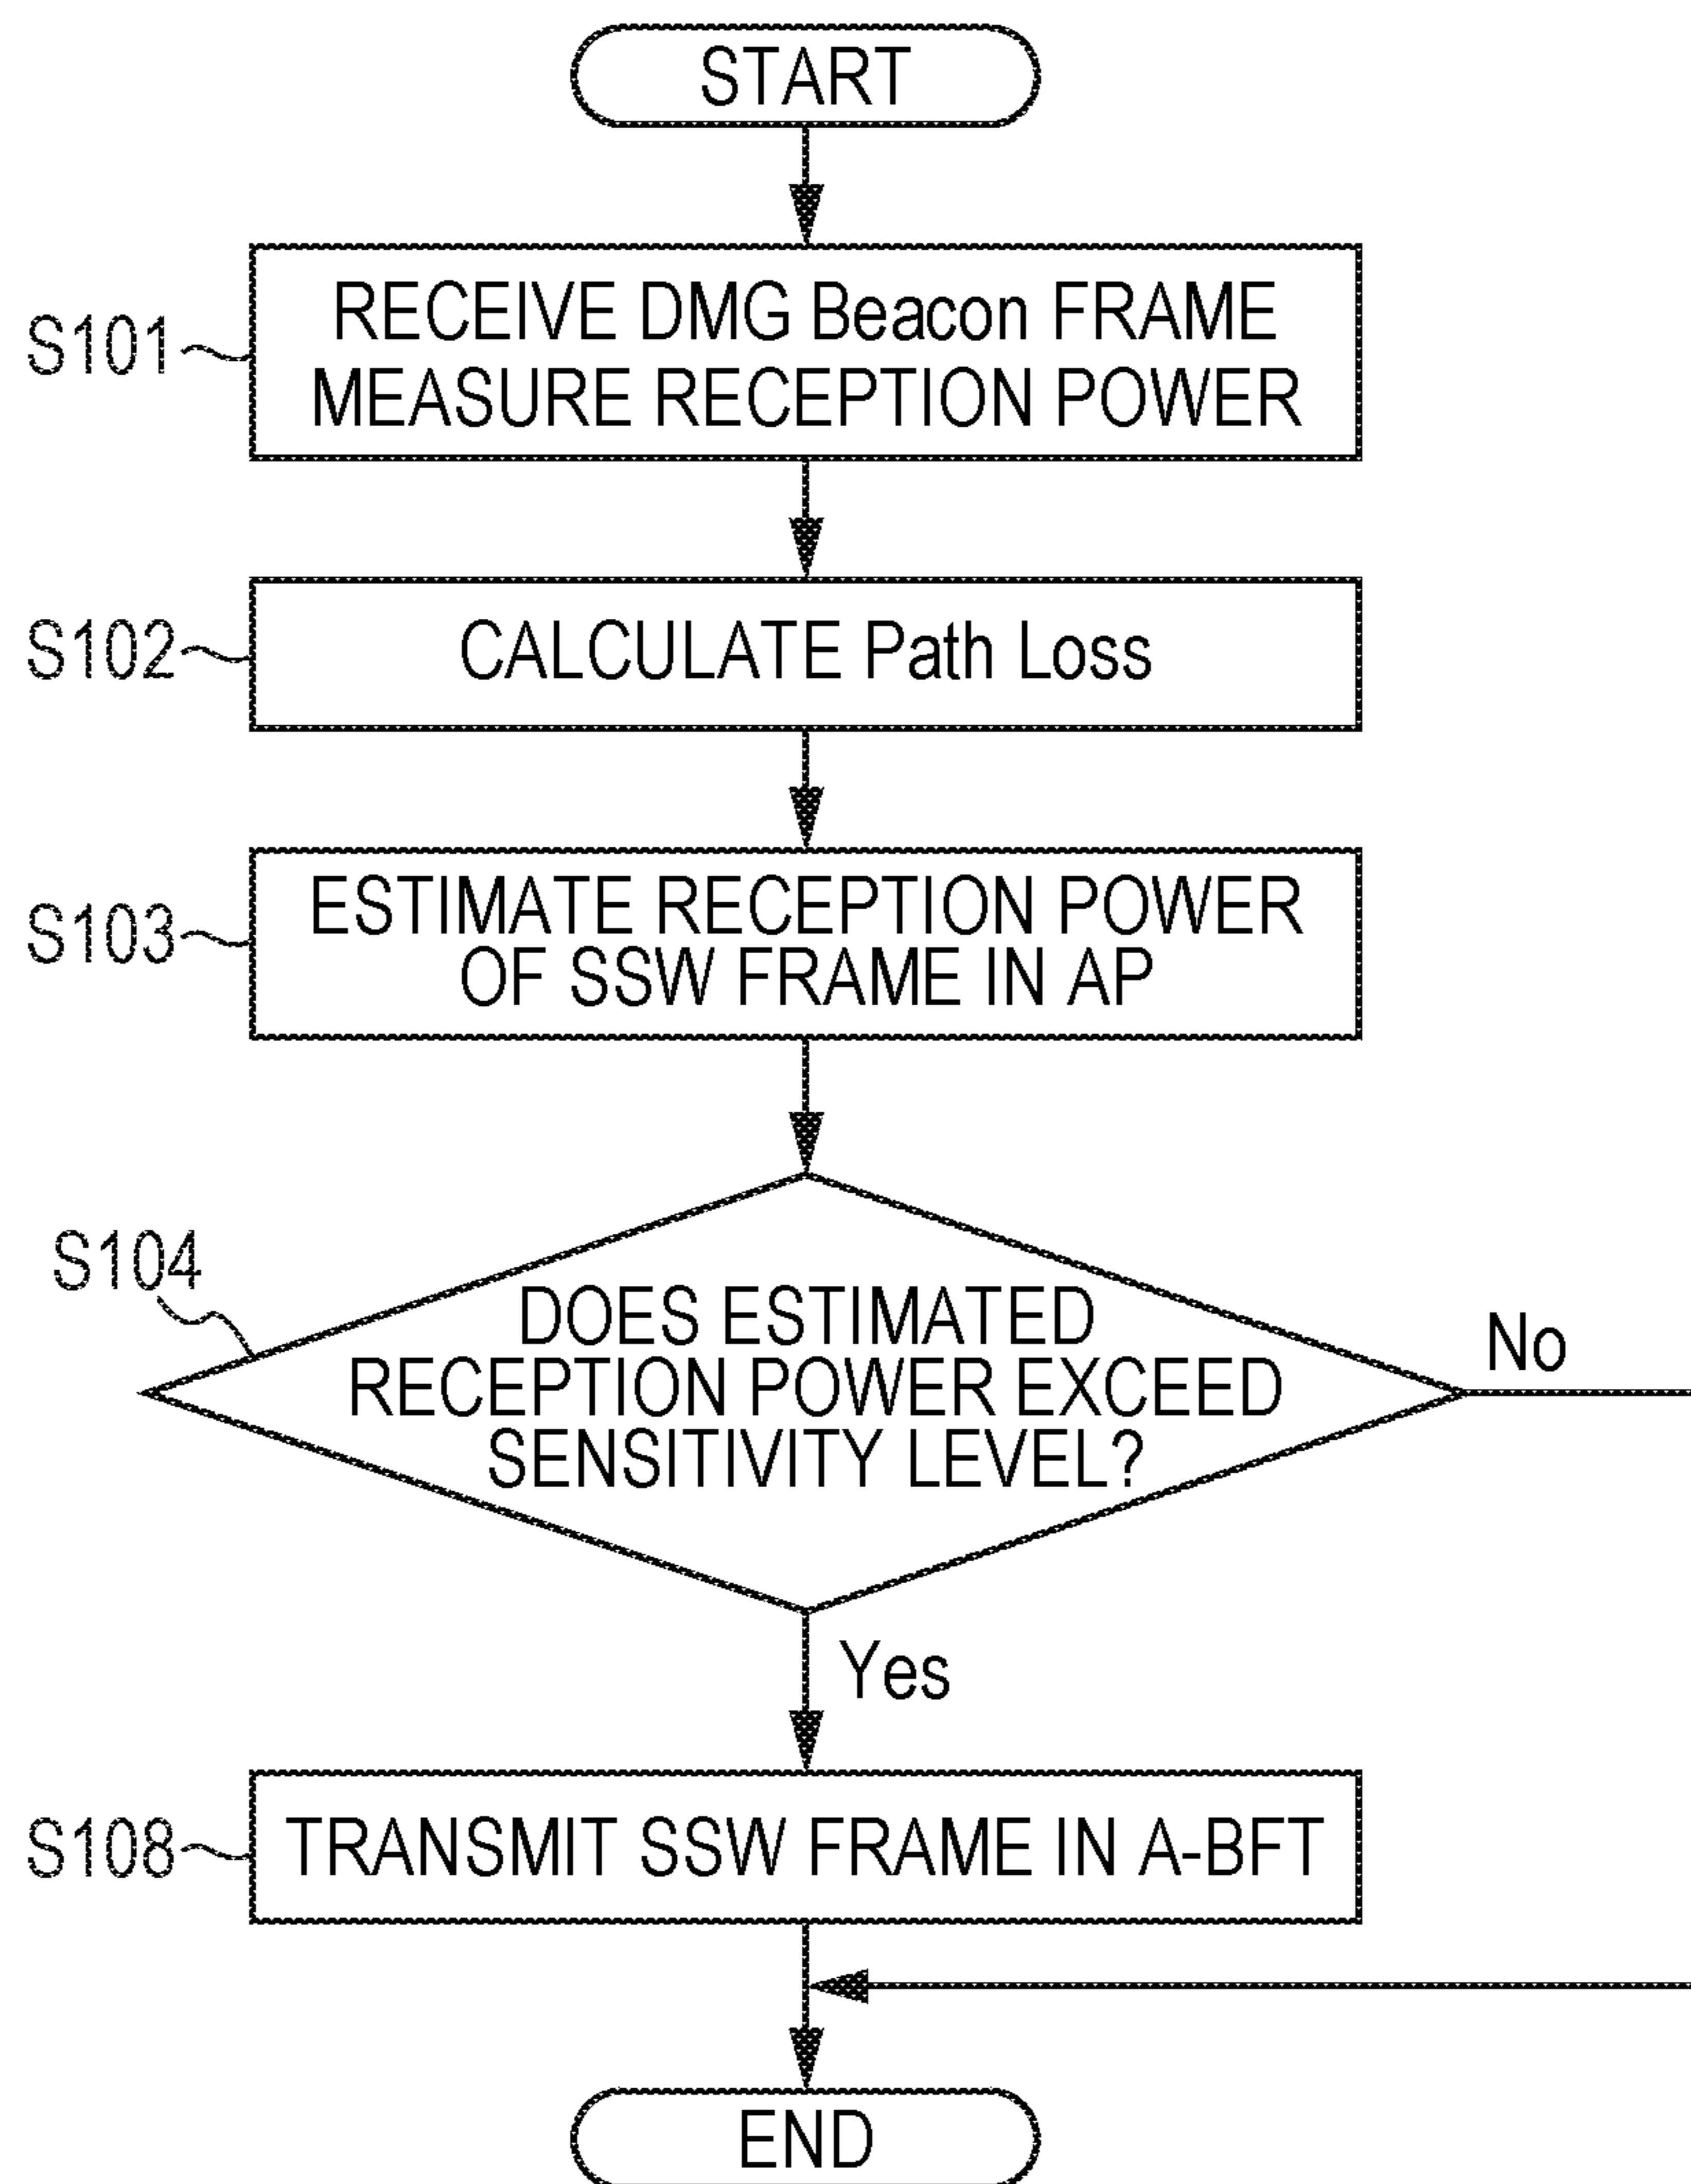 START
S101
RECEIVE DMG Beacon FRAME
MEASURE RECEPTION POWER
S102
CALCULATE Path Loss
S103
ESTIMATE RECEPTION POWER
OF SSW FRAME IN AP
S104
DOES ESTIMATED
RECEPTION POWER EXCEED
SENSITIVITY LEVEL?
No
Yes
S108
TRANSMIT SSW FRAME IN A-BFT
END